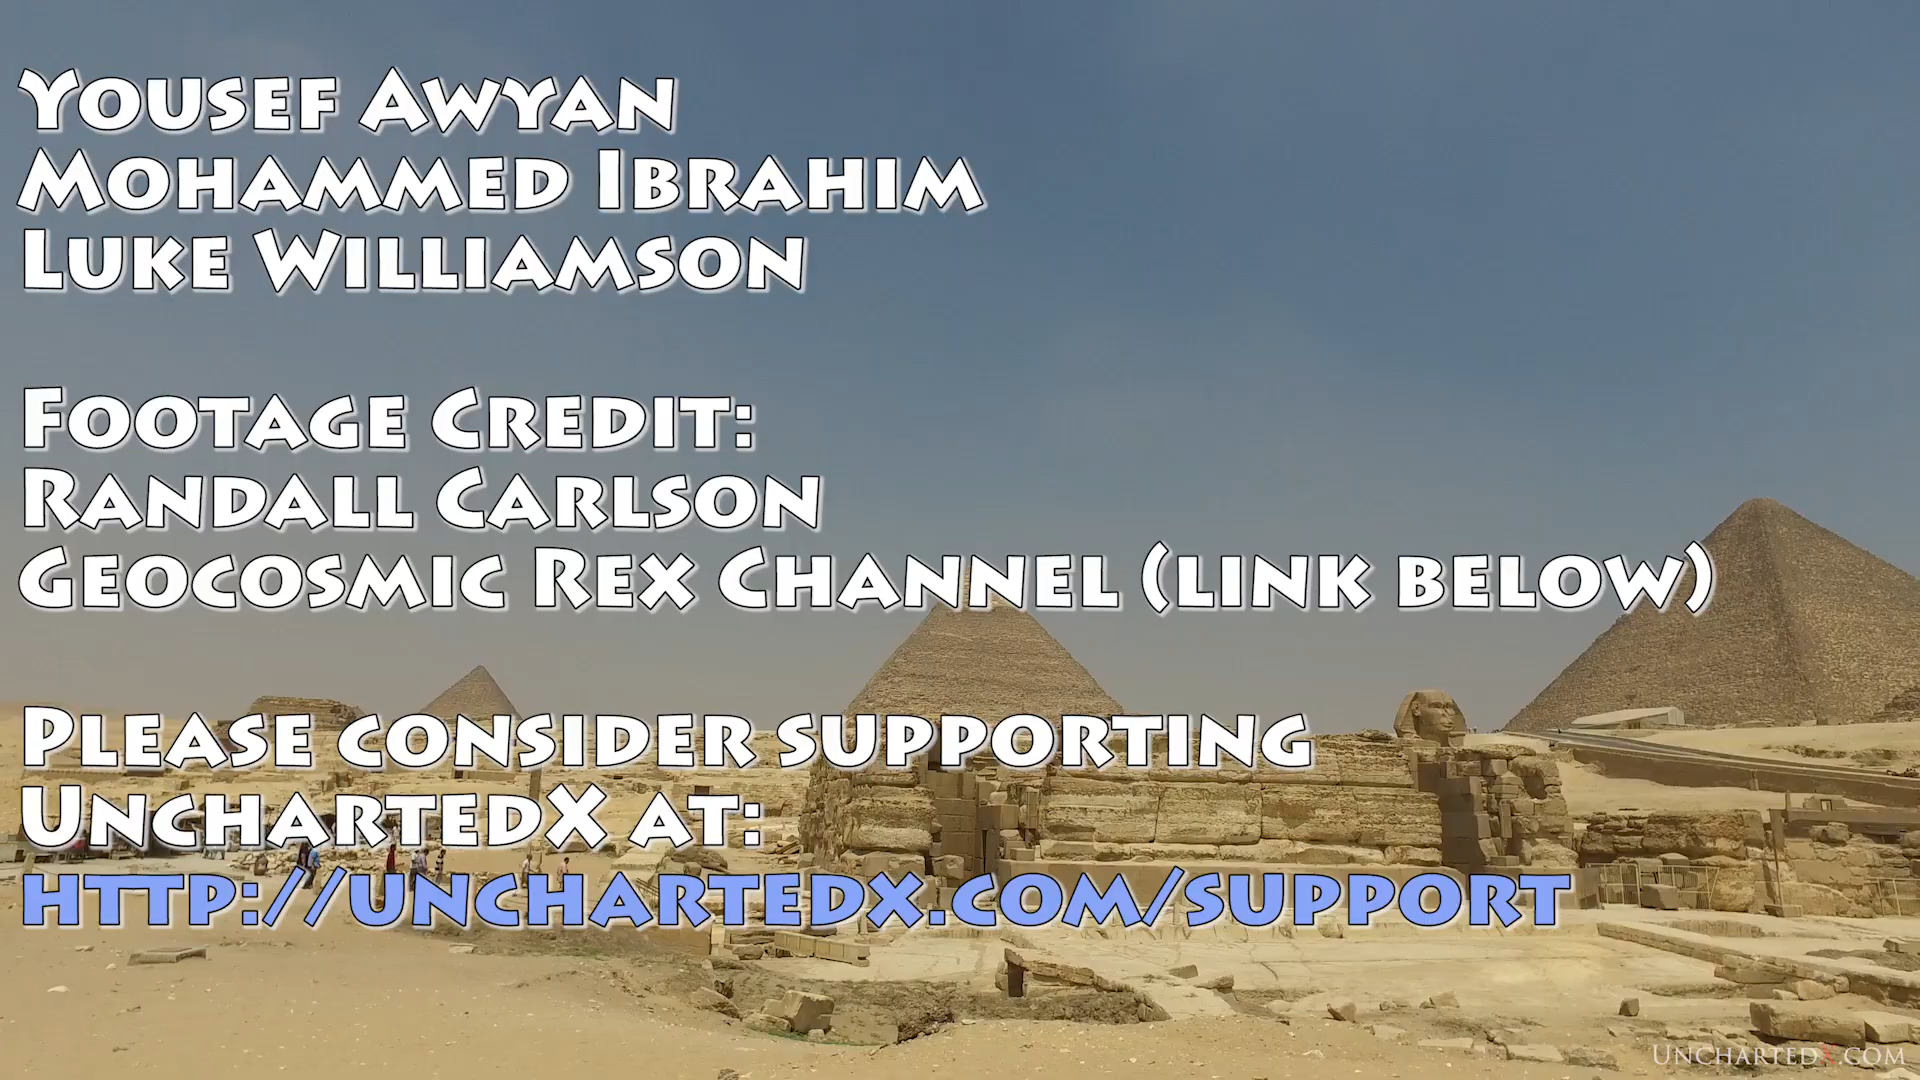 Yousef Awyan
Mohammed Ibrahim
Luke Williamson
Footage Credit:
Randall Carlson
Geocosmic Rex Channel (link below)
Please consider supporting
UnchartedX at:
http://unchartedx.com/support
UnchartedX.com